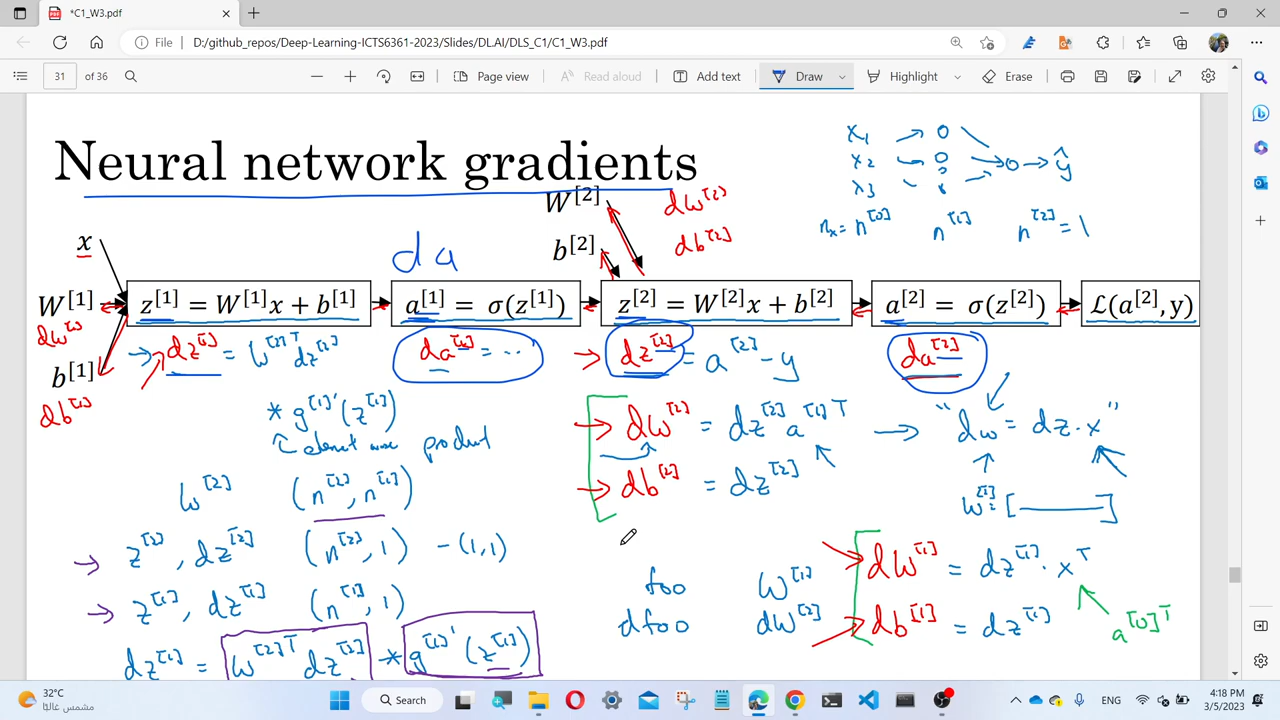 *C1_W3.pdf
File D:/github_repos/Deep-Learning-ICTS6361-2023/Slides/DL.AI/DLS_C1/C1_W3.pdf
31 of 36 Page view Read aloud Add text Draw Highlight Erase
Neural network gradients
x₁ 0
x₂ 0 0 ŷ
x₃
nₓ = n^[0] n^[1] n^[2] = 1
W^[2] dw^[2]
b^[2] db^[2]
x
da
W^[1] z^[1] = W^[1]x + b^[1] a^[1] = σ(z^[1]) z^[2] = W^[2]x + b^[2] a^[2] = σ(z^[2]) ℒ(a^[2], y)
dw^[1]
b^[1]
db^[1]
dz^[1] = W^[2]T dz^[2] da^[1] = ... dz^[2] = a^[2] - y da^[2]
* g^[1]'(z^[1])
element wise product
dw^[2] = dz^[2] a^[1]T → "dw = dz · x"
db^[2] = dz^[2]
w^[2] (n^[2], n^[1])
w^[1] = [ ]
z^[2], dz^[2] (n^[2], 1) - (1,1)
z^[1], dz^[1] (n^[1], 1)
dz^[1] = w^[2]T dz^[2] * g^[1]'(z^[1])
foo W^[1]
dfoo dW^[2]
dw^[1] = dz^[1] · x^T
db^[1] = dz^[1]
a^[0]T
32°C
مشمس غالبًا
Search
ENG
4:18 PM
3/5/2023